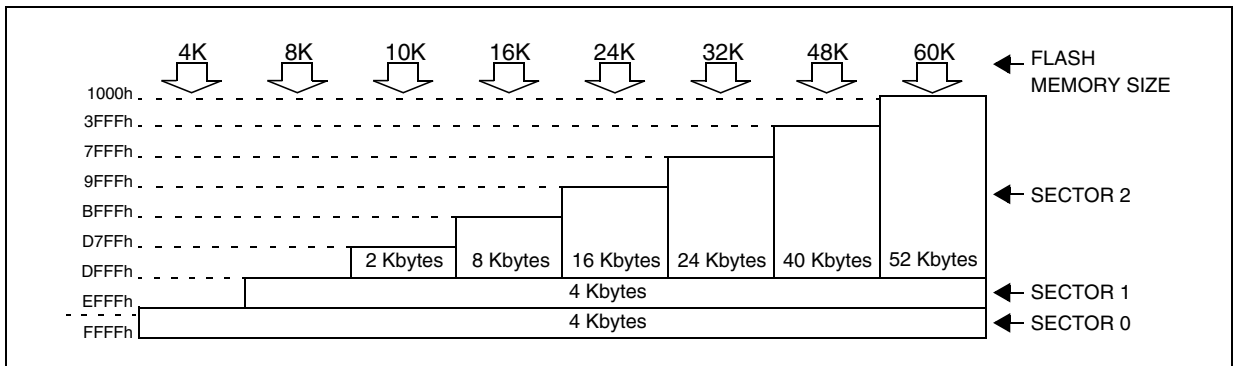 4K 8K 10K 16K 24K 32K 48K 60K FLASH
MEMORY SIZE
1000h
3FFFh
7FFFh
9FFFh
SECTOR 2
BFFFh
D7FFh
2 Kbytes 8 Kbytes 16 Kbytes 24 Kbytes 40 Kbytes 52 Kbytes
DFFFh
4 Kbytes SECTOR 1
EFFFh
4 Kbytes SECTOR 0
FFFFh